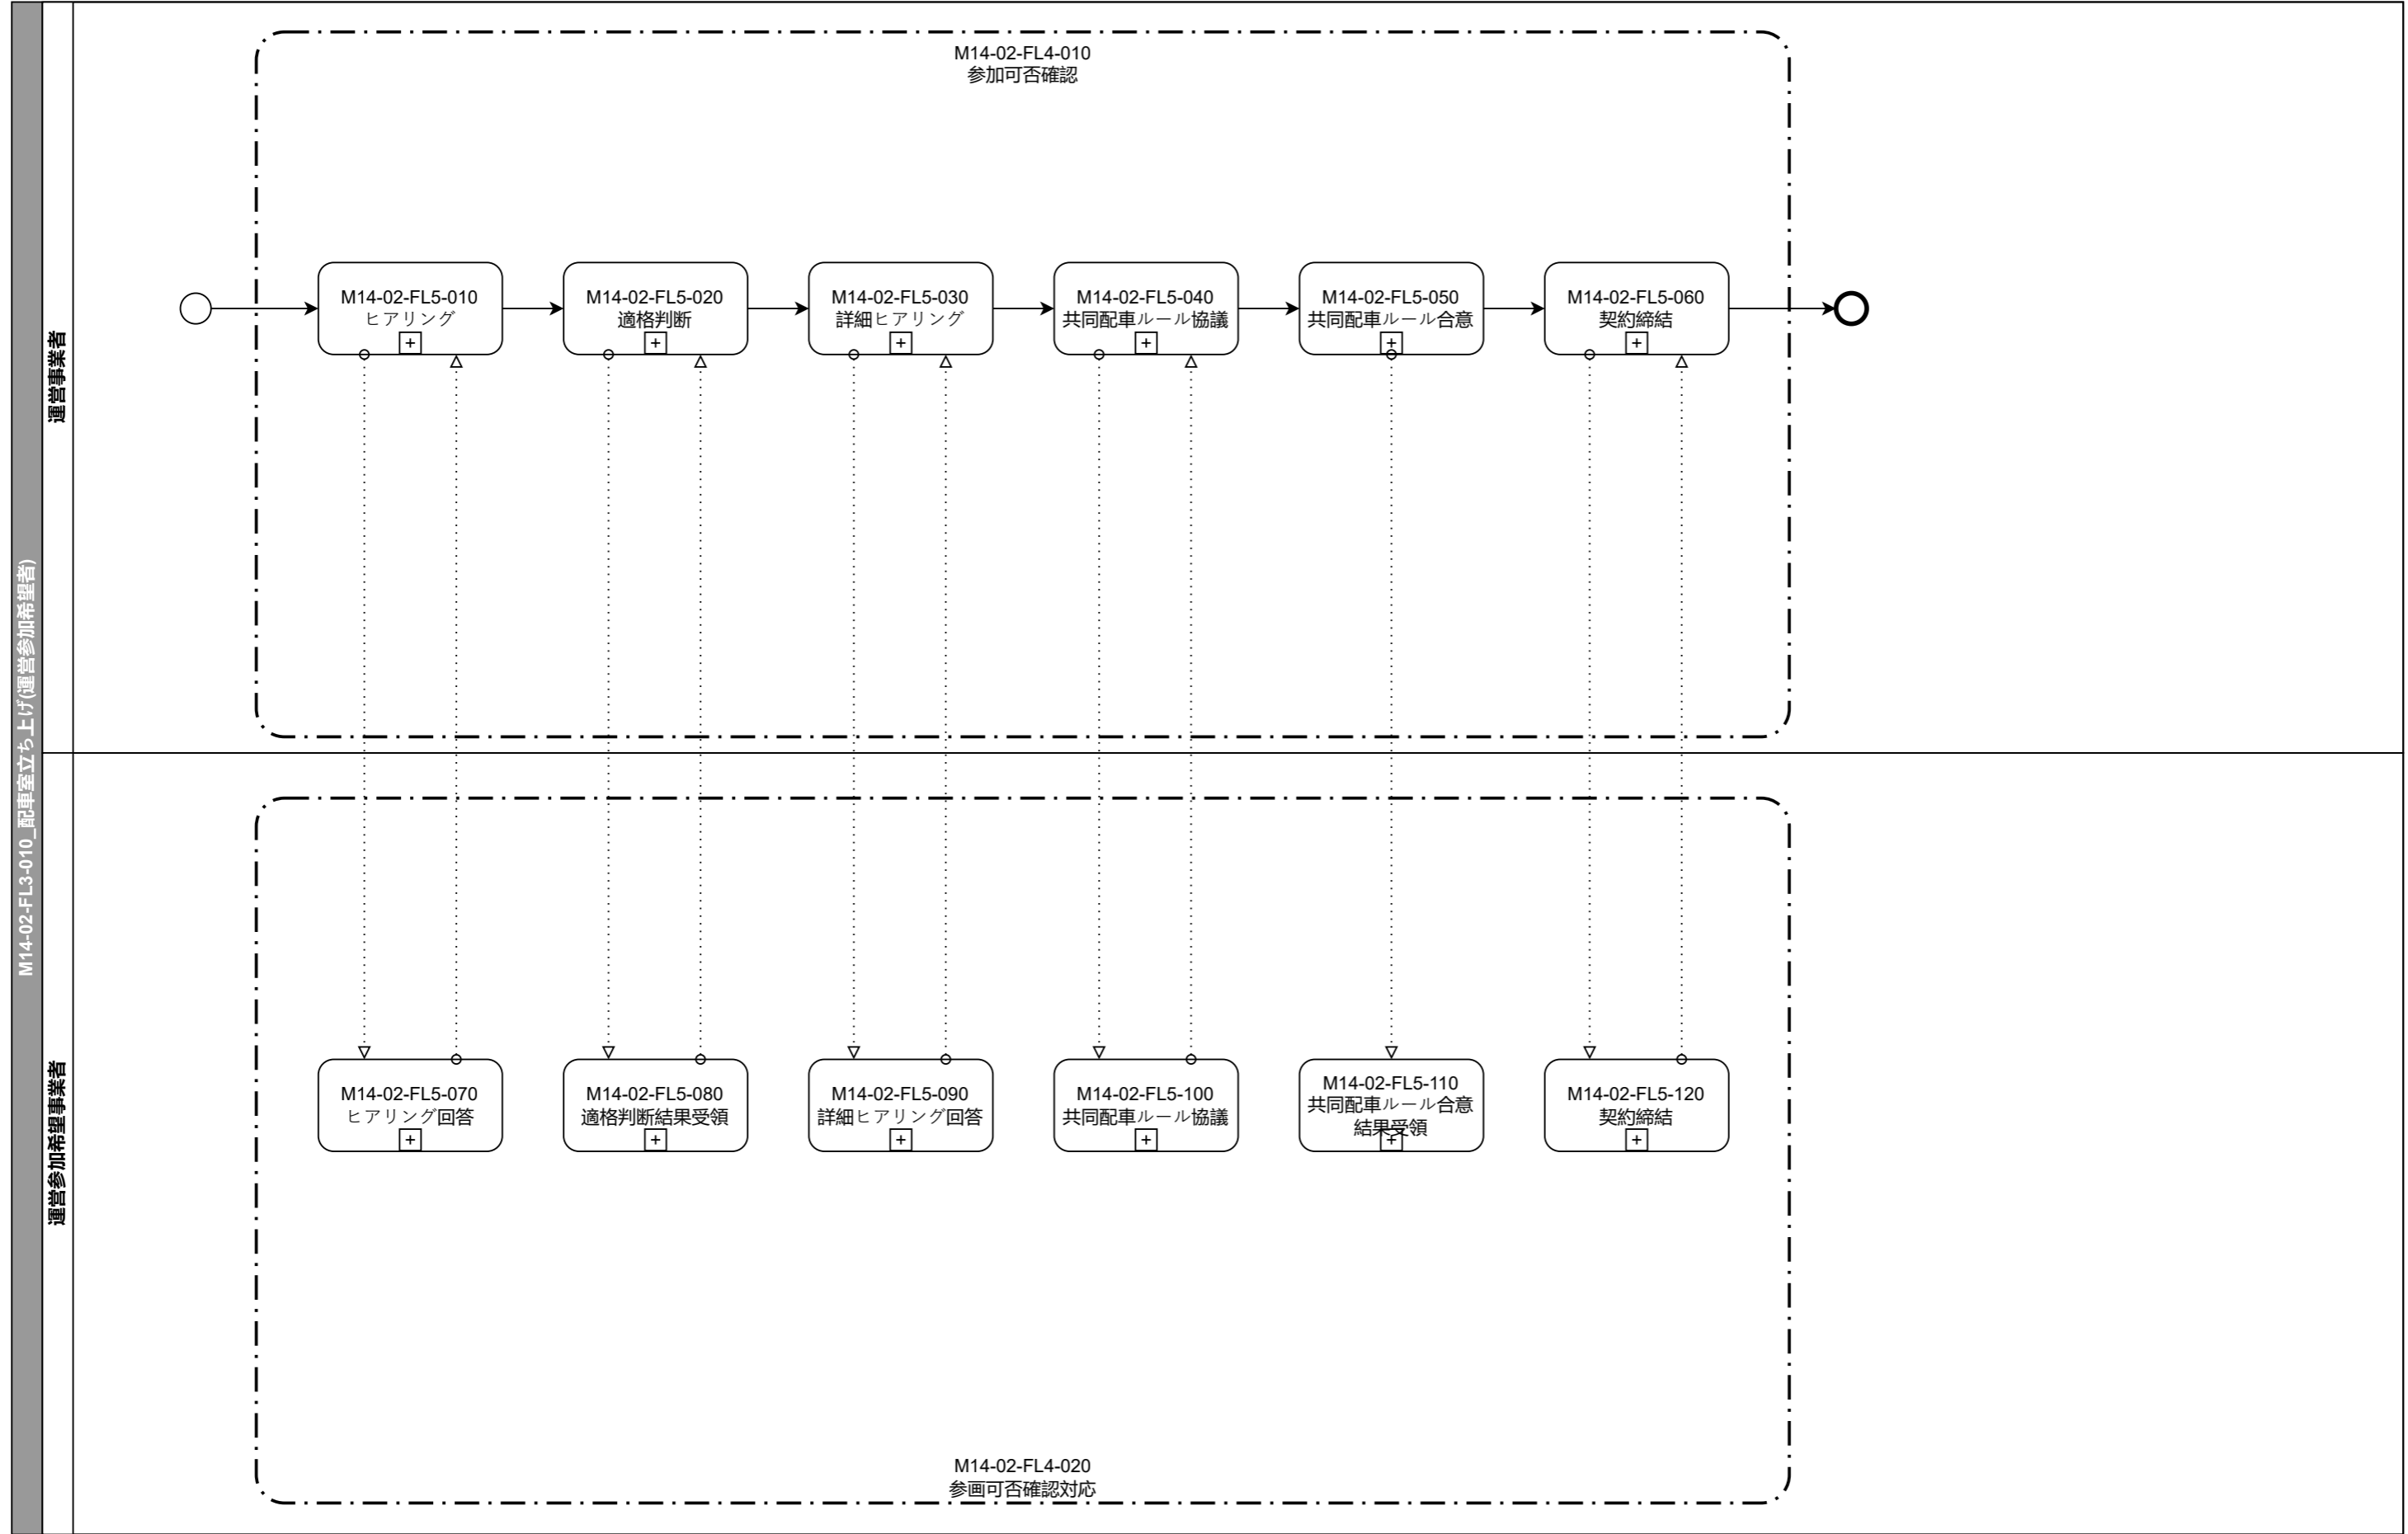 M14-02-FL3-010_配車室立ち上げ(運営参加希望者)
運営事業者
M14-02-FL4-010
参加可否確認
M14-02-FL5-010
ヒアリング
M14-02-FL5-020
適格判断
M14-02-FL5-030
詳細ヒアリング
M14-02-FL5-040
共同配車ルール協議
M14-02-FL5-050
共同配車ルール合意
M14-02-FL5-060
契約締結
運営参加希望事業者
M14-02-FL5-070
ヒアリング回答
M14-02-FL5-080
適格判断結果受領
M14-02-FL5-090
詳細ヒアリング回答
M14-02-FL5-100
共同配車ルール協議
M14-02-FL5-110
共同配車ルール合意
結果受領
M14-02-FL5-120
契約締結
M14-02-FL4-020
参画可否確認対応